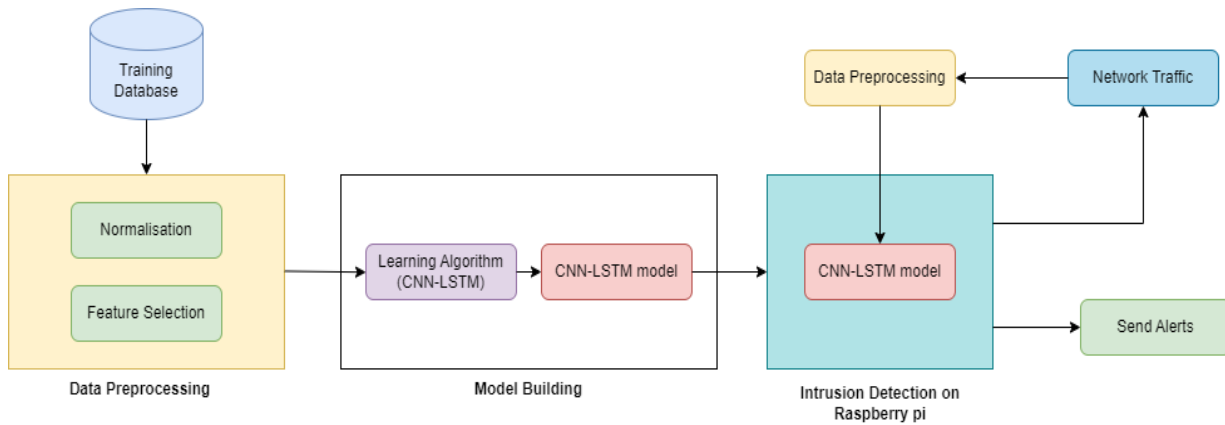 Training
Database
Data Preprocessing
Network Traffic
Normalisation
Feature Selection
Learning Algorithm
(CNN-LSTM)
CNN-LSTM model
CNN-LSTM model
Send Alerts
Data Preprocessing
Model Building
Intrusion Detection on
Raspberry pi